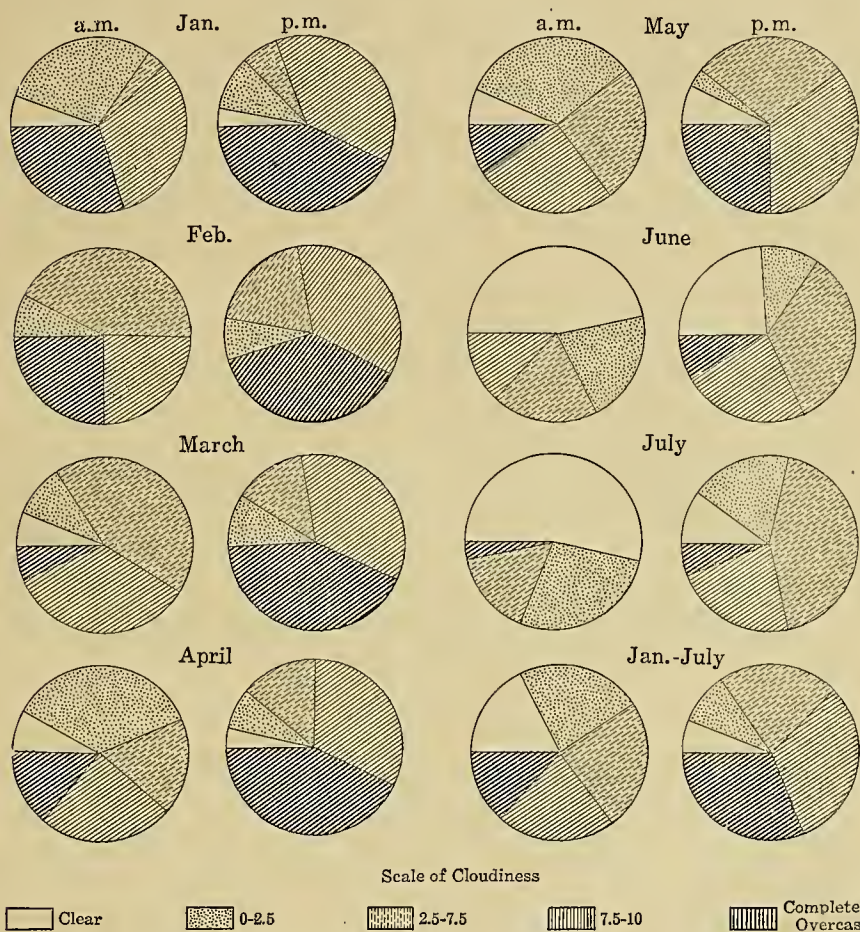 a.m. Jan. p.m. a.m. May p.m.
Feb. June
March July
April Jan.-July
Scale of Cloudiness
Clear 0-2.5 2.5-7.5 7.5-10 Complete
Overcas